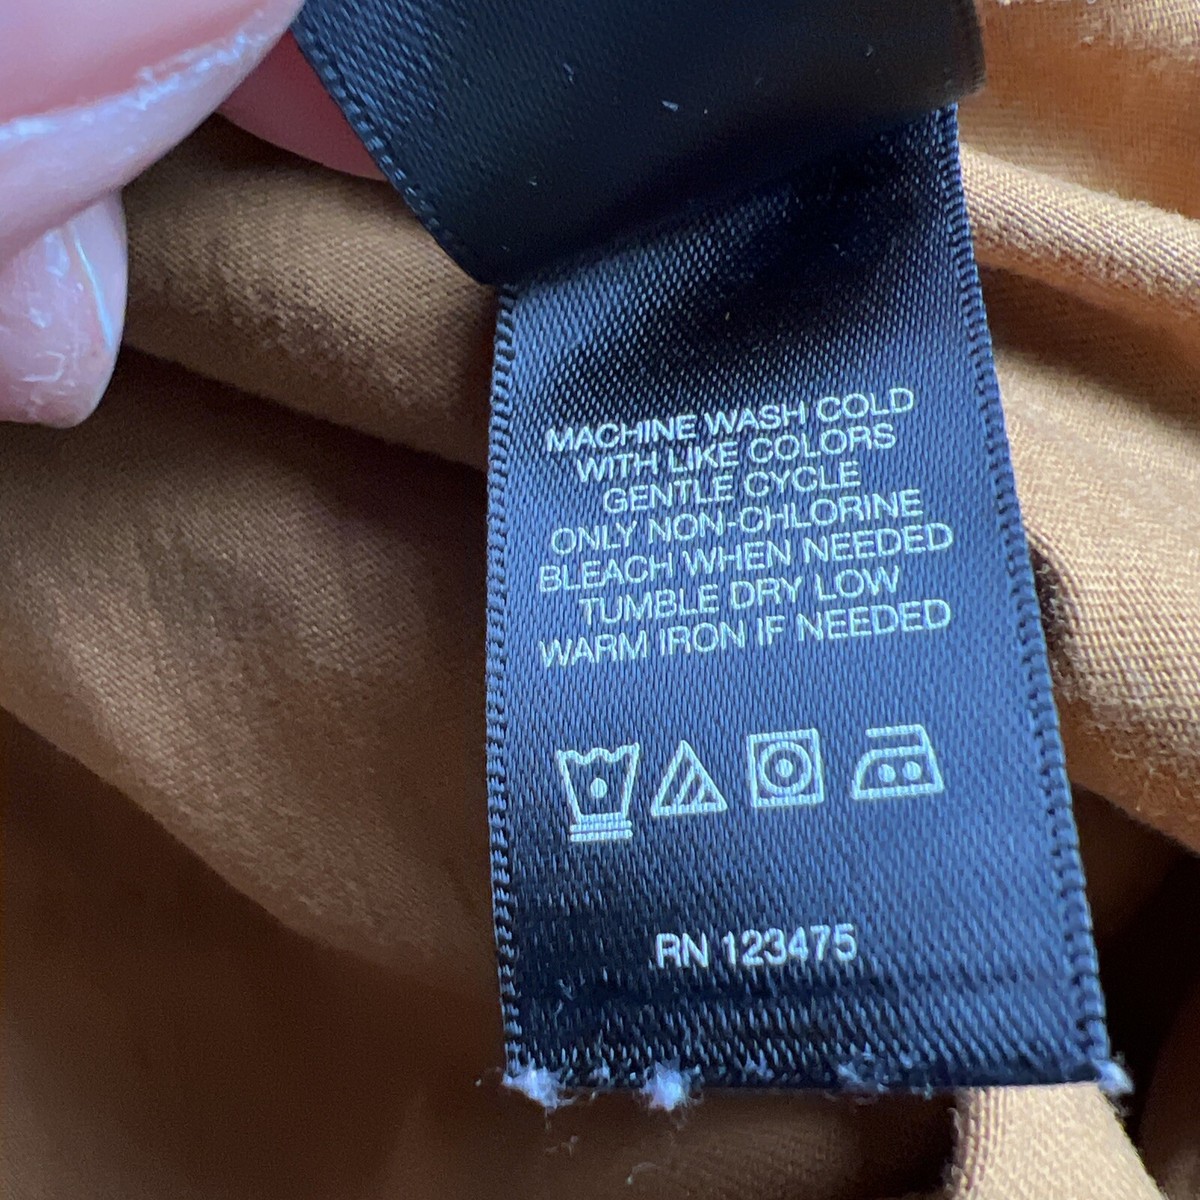 MACHINE WASH COLD
WITH LIKE COLORS
GENTLE CYCLE
ONLY NON-CHLORINE
BLEACH WHEN NEEDED
TUMBLE DRY LOW
WARM IRON IF NEEDED
RN 123475